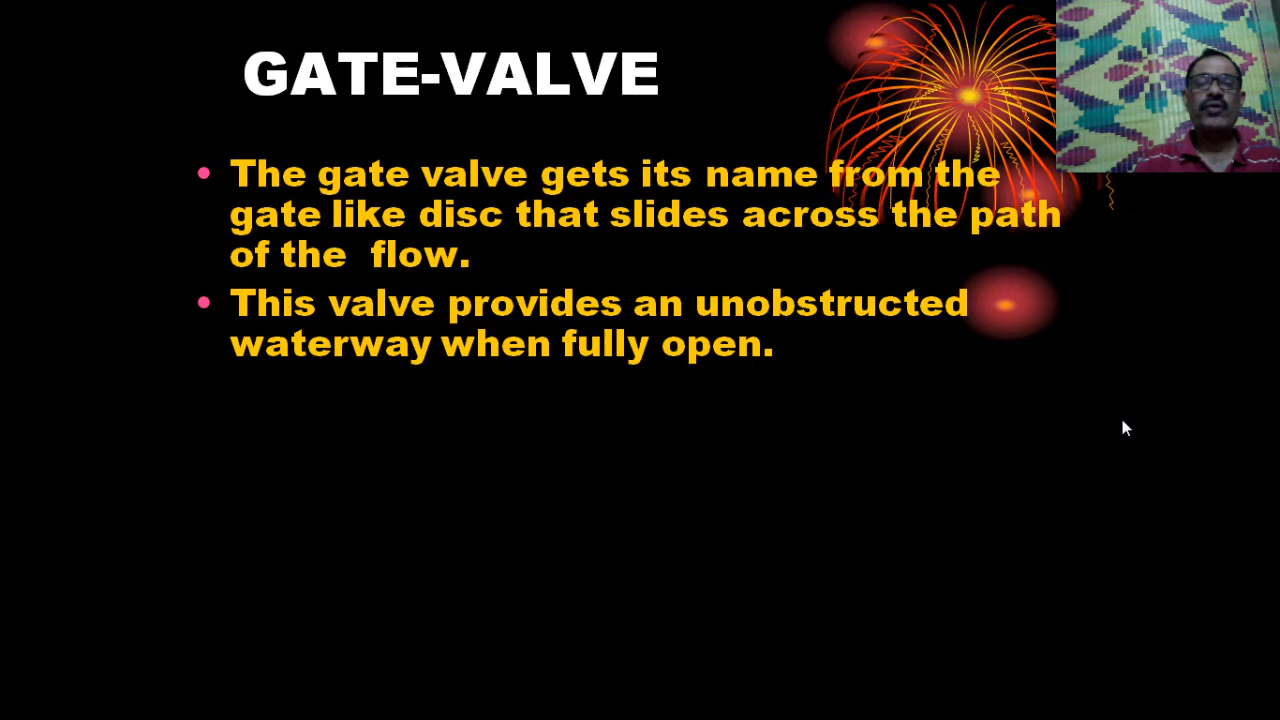 GATE-VALVE
• The gate valve gets its name from the
gate like disc that slides across the path
of the flow.
• This valve provides an unobstructed
waterway when fully open.